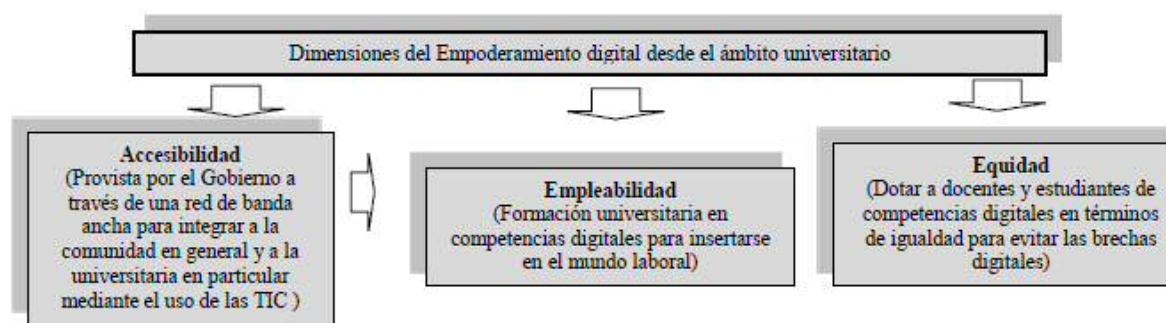 Dimensiones del Empoderamiento digital desde el ámbito universitario
Accesibilidad
(Provista por el Gobierno a
través de una red de banda
ancha para integrar a la
comunidad en general y a la
universitaria en particular
mediante el uso de las TIC )
Empleabilidad
(Formación universitaria en
competencias digitales para insertarse
en el mundo laboral)
Equidad
(Dotar a docentes y estudiantes de
competencias digitales en términos
de igualdad para evitar las brechas
digitales)